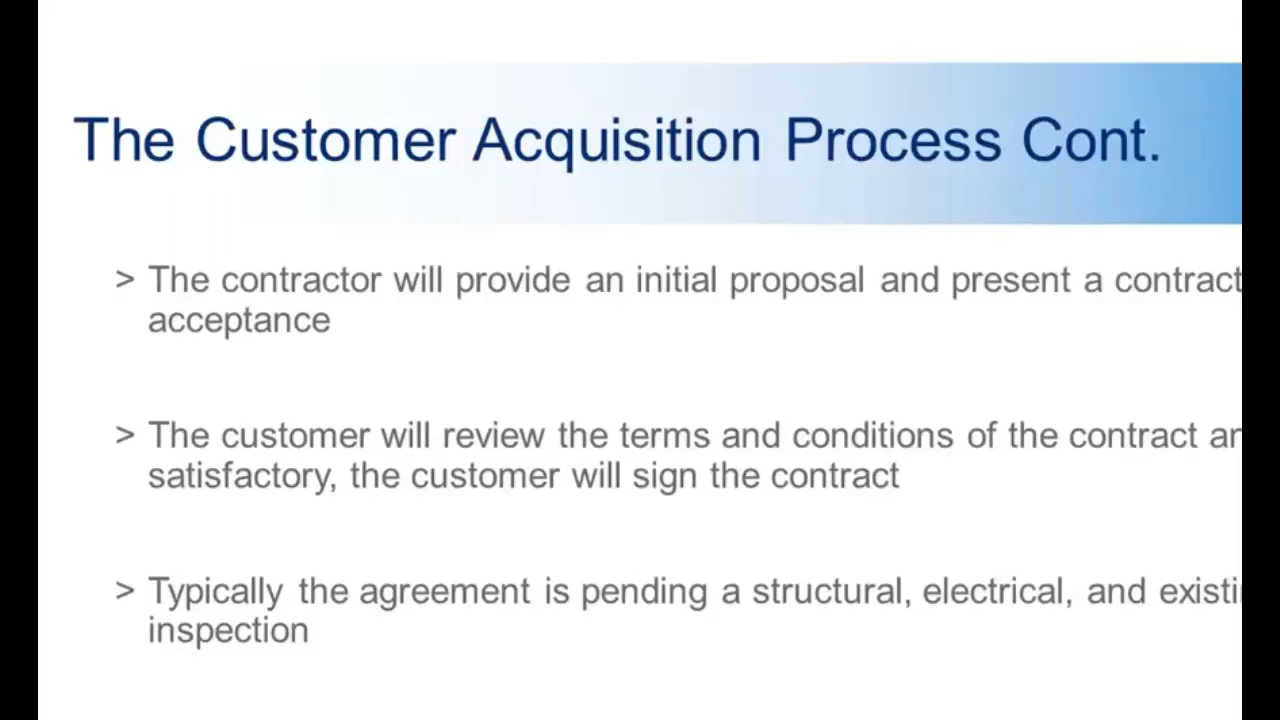 The Customer Acquisition Process Cont.
> The contractor will provide an initial proposal and present a contract
acceptance
> The customer will review the terms and conditions of the contract
satisfactory, the customer will sign the contract
> Typically the agreement is pending a structural, electrical, and
inspection